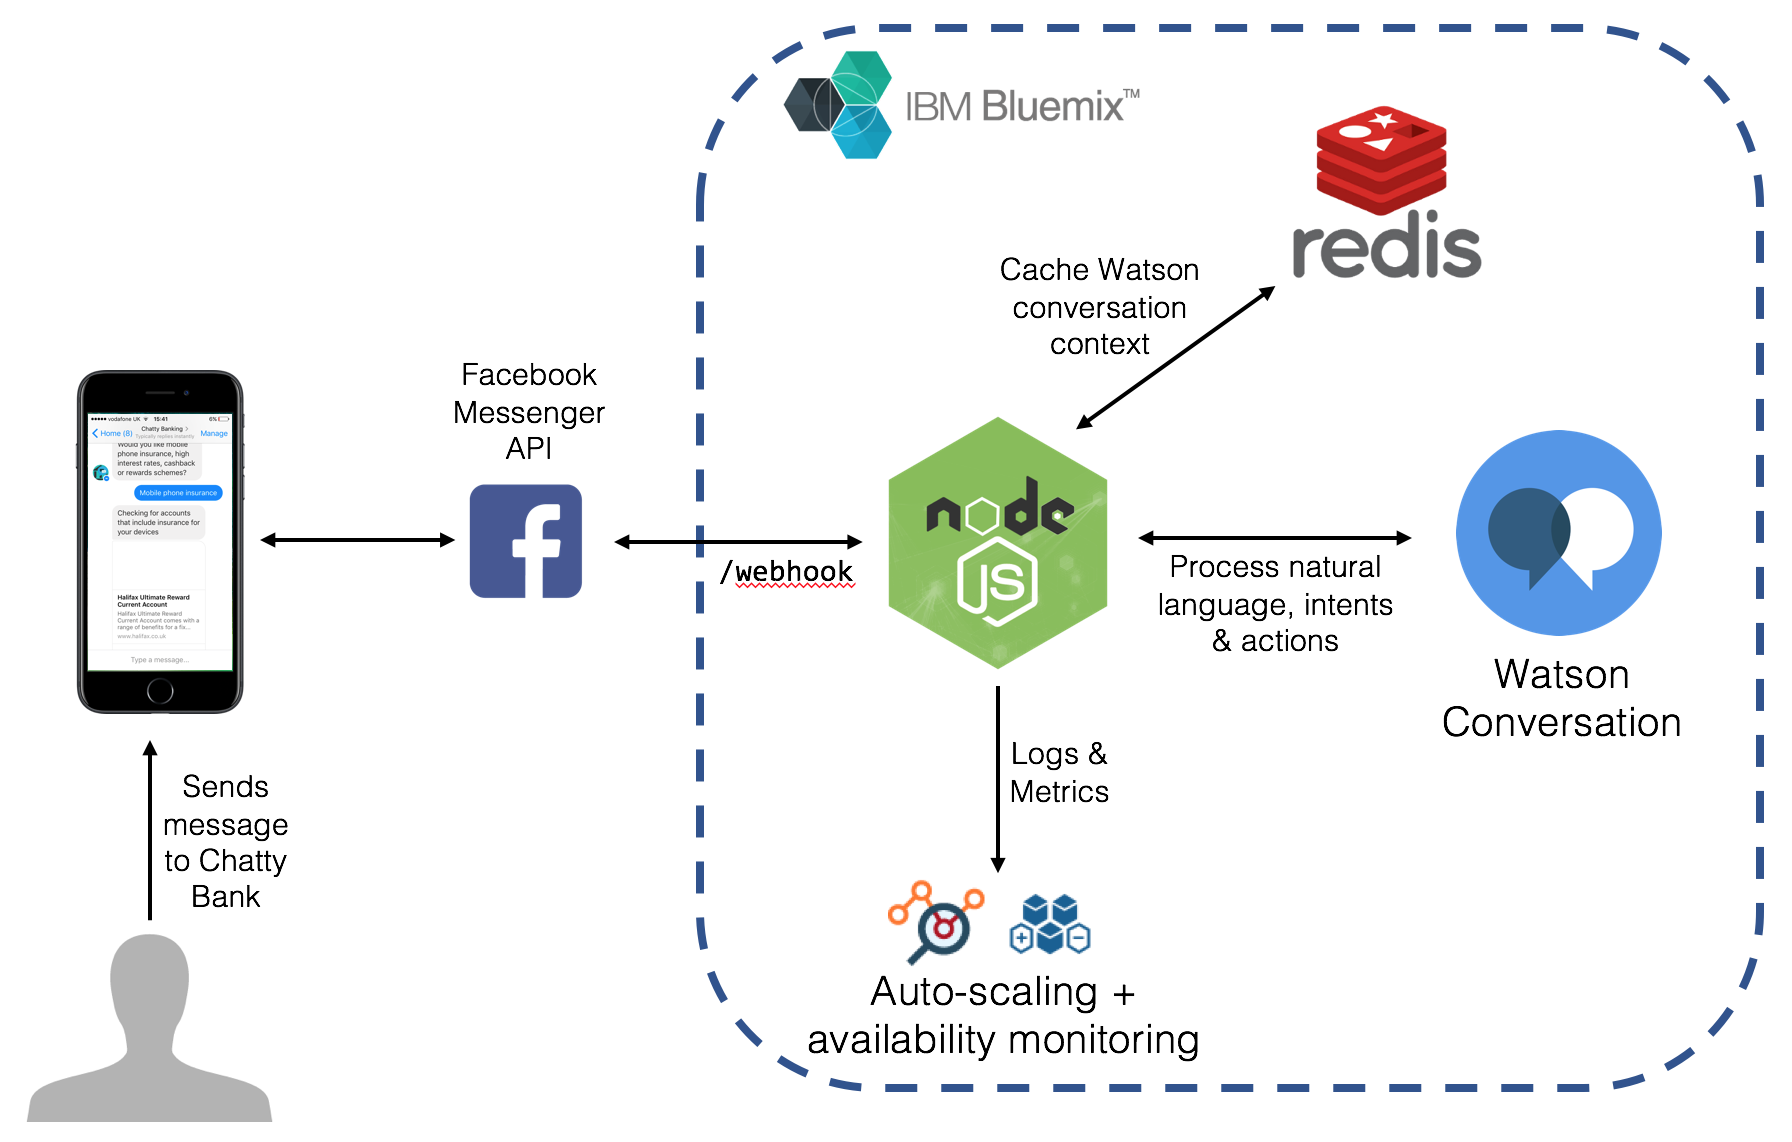 IBM Bluemix™
redis
Cache Watson
conversation
context
Facebook
Messenger
API
vodafone UK
15:41
6%
Home (8)
Chatty Banking
Typically replies instantly
Manage
Would you like mobile
phone insurance, high
interest rates, cashback
or rewards schemes?
Mobile phone insurance
Checking for accounts
that include insurance for
your devices
Halifax Ultimate Reward
Current Account
Halifax Ultimate Reward
Current Account comes with a
range of benefits for a fix...
www.halifax.co.uk
Type a message...
/webhook
node
JS
Process natural
language, intents
& actions
Watson
Conversation
Sends
message
to Chatty
Bank
Logs &
Metrics
Auto-scaling +
availability monitoring